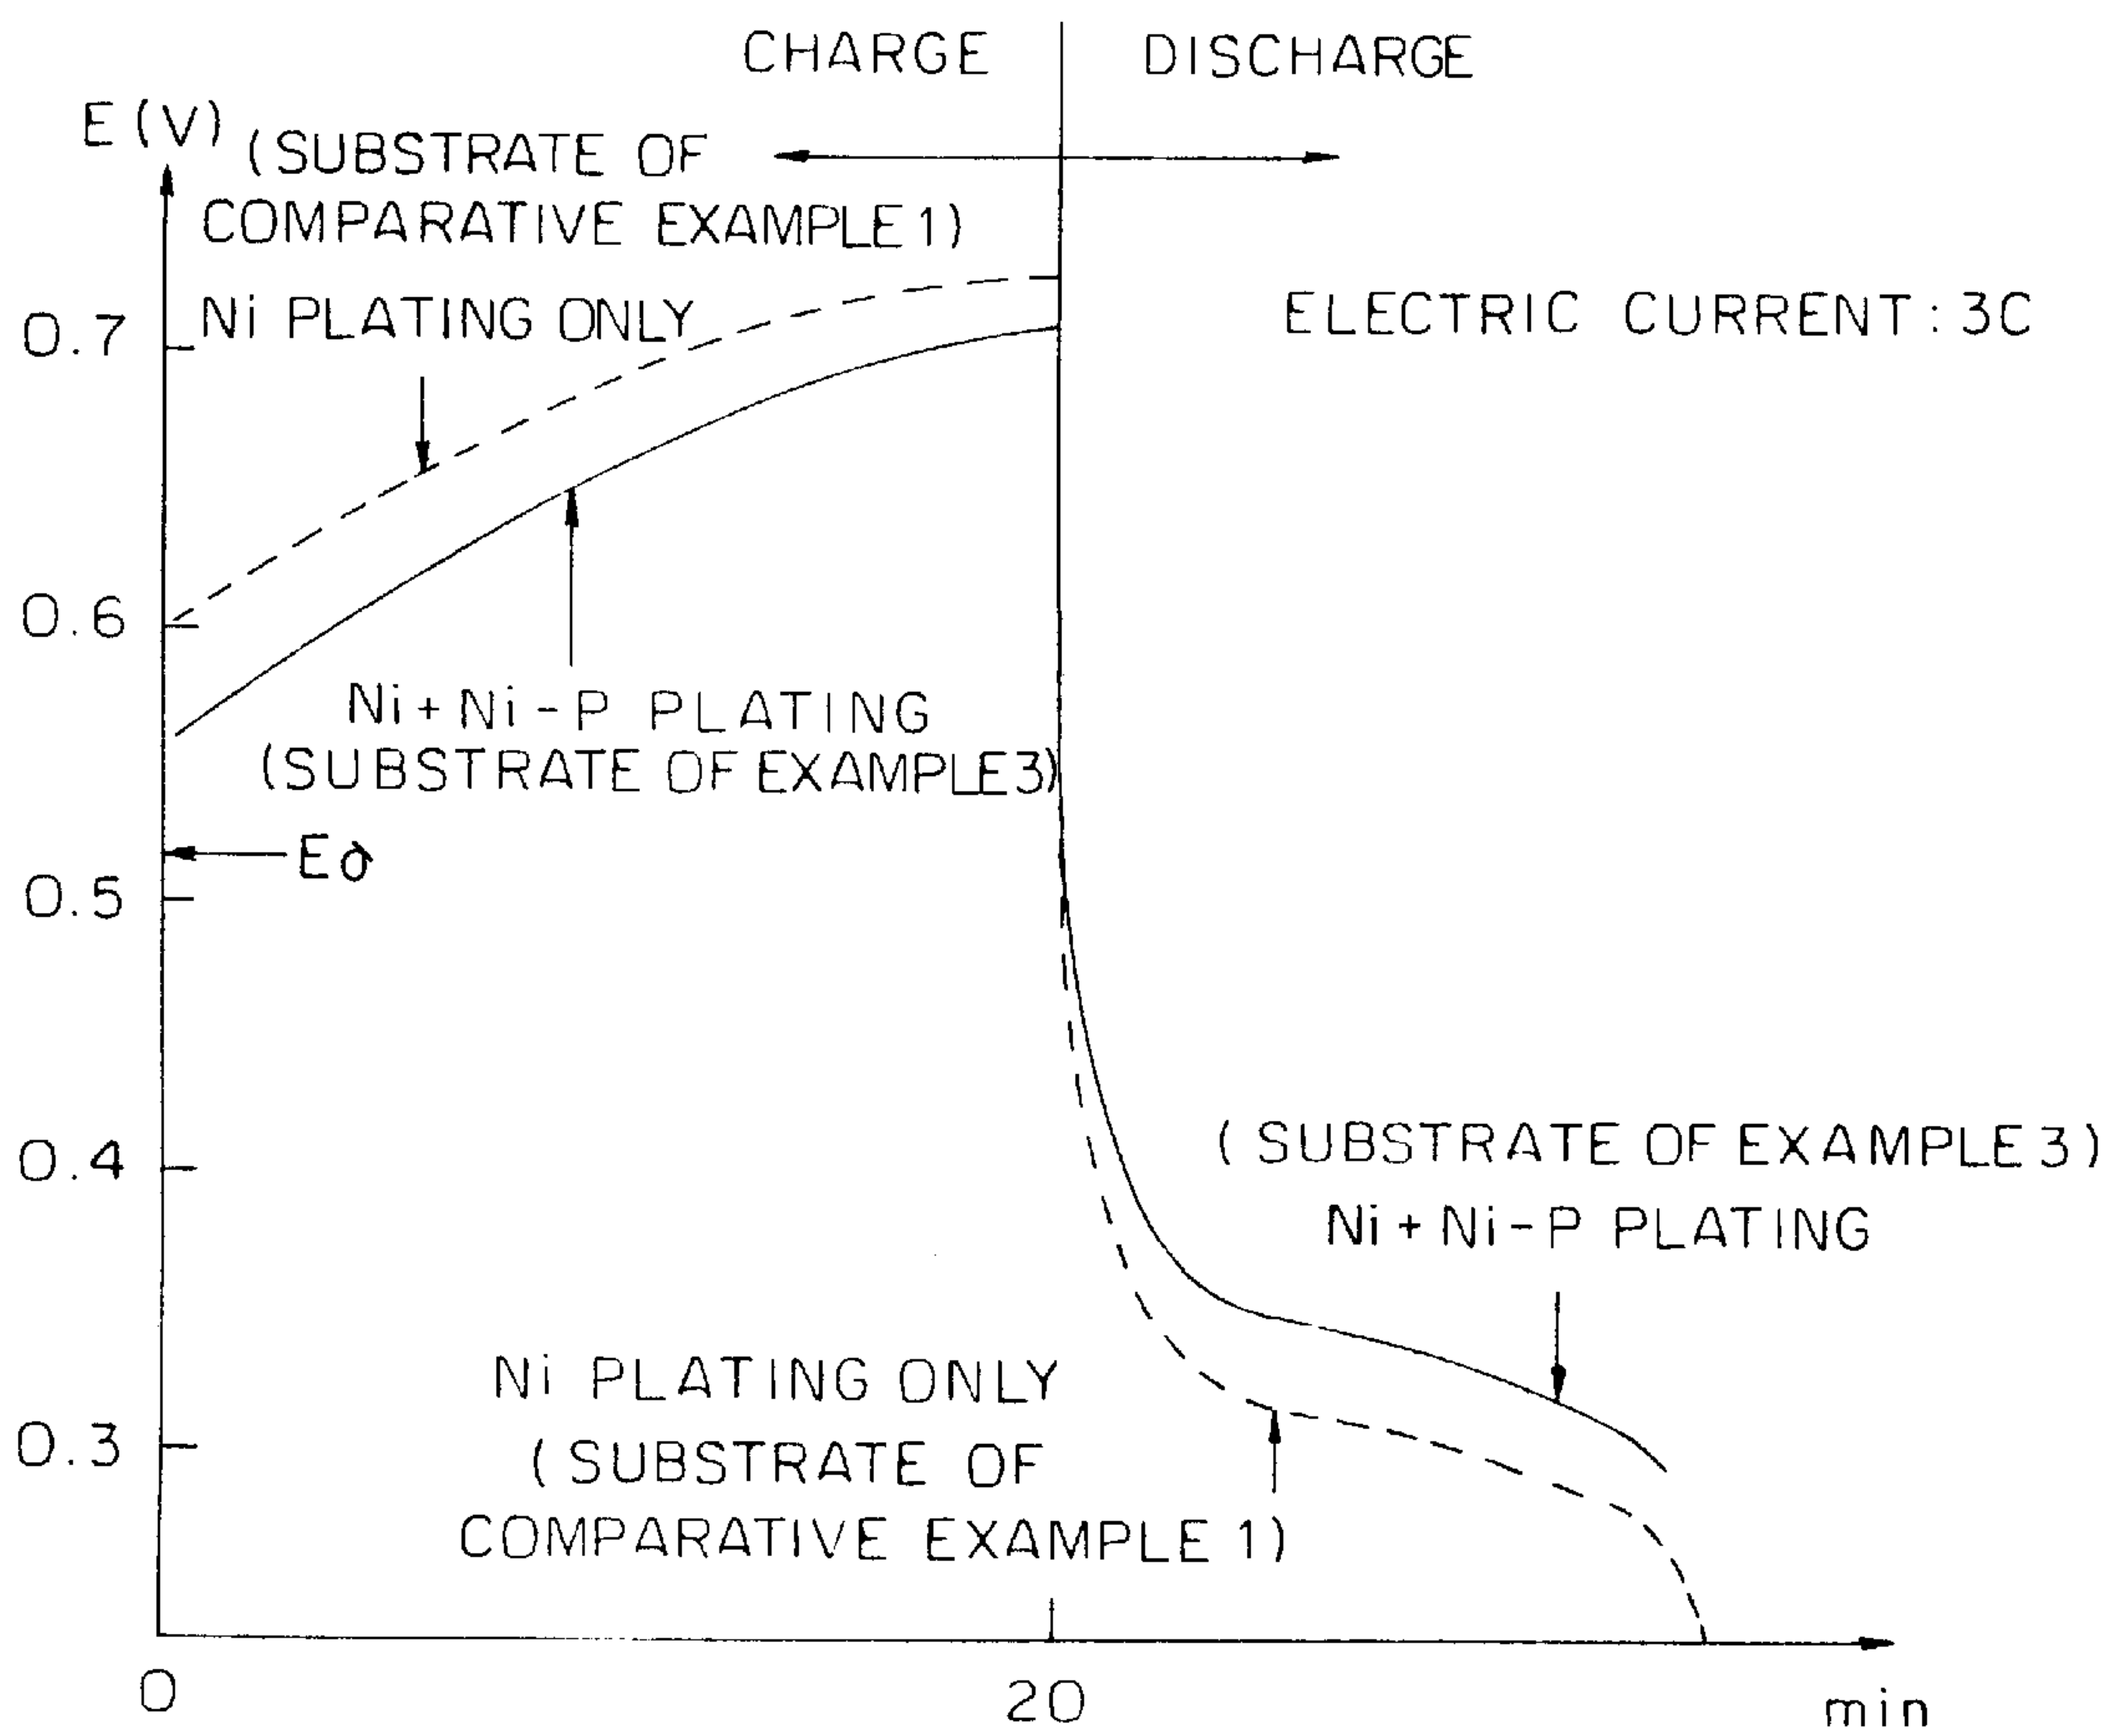 CHARGE
DISCHARGE
E (V)
(SUBSTRATE OF
COMPARATIVE EXAMPLE 1)
Ni PLATING ONLY
ELECTRIC CURRENT : 3C
0.7
0.6
Ni + Ni - P PLATING
(SUBSTRATE OF EXAMPLE 3)
0.5
0.4
(SUBSTRATE OF EXAMPLE 3)
Ni + Ni - P PLATING
Ni PLATING ONLY
(SUBSTRATE OF
COMPARATIVE EXAMPLE 1)
0.3
0
20
min